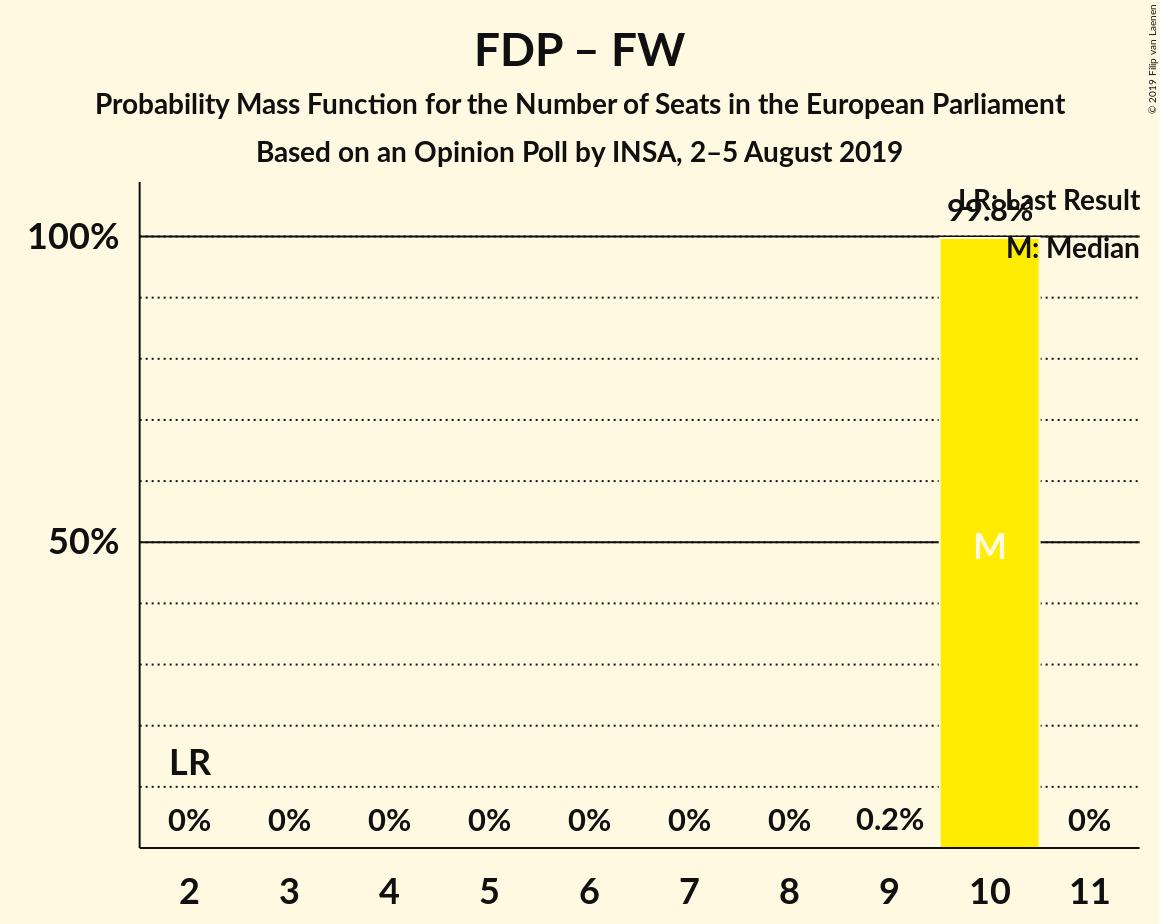 FDP – FW
Probability Mass Function for the Number of Seats in the European Parliament
Based on an Opinion Poll by INSA, 2–5 August 2019
© 2019 Filip van Laenen
LR: Last Result
99.8%
M: Median
100%
50%
M
LR
0% 0% 0% 0% 0% 0% 0% 0.2% 0%
2 3 4 5 6 7 8 9 10 11